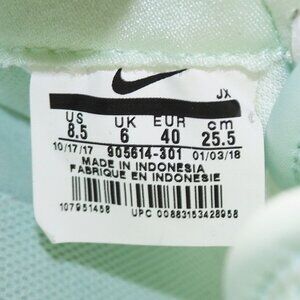 JX
US UK EUR cm
8.5 6 40 25.5
10/17/17 905614-301 01/03/18
MADE IN INDONESIA
FABRIQUE EN INDONESIE
107951458 UPC 00883153428958